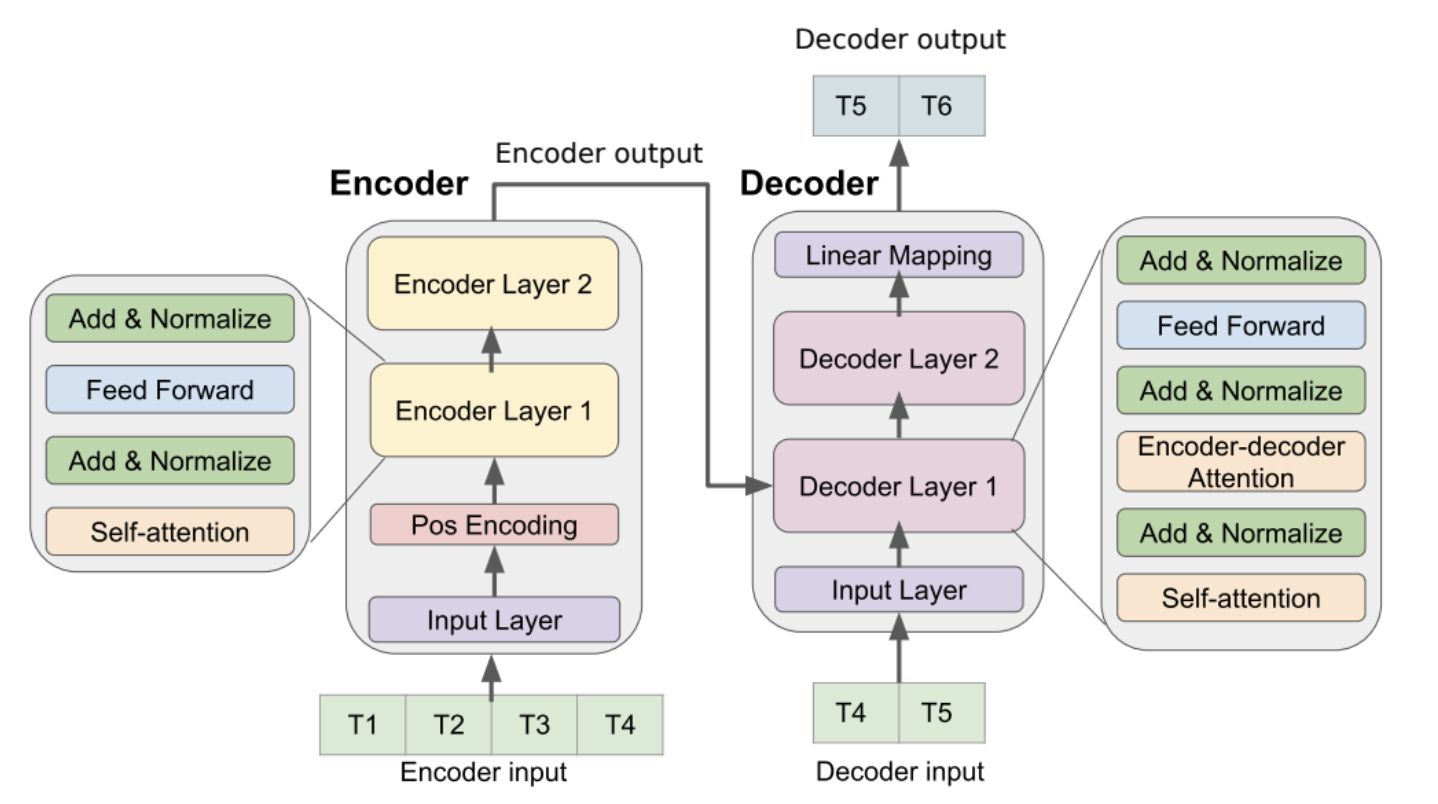 Decoder output
T5 T6
Encoder output
Encoder
Decoder
Add & Normalize
Feed Forward
Add & Normalize
Self-attention
Encoder Layer 2
Encoder Layer 1
Pos Encoding
Input Layer
T1 T2 T3 T4
Encoder input
Linear Mapping
Decoder Layer 2
Decoder Layer 1
Input Layer
T4 T5
Decoder input
Add & Normalize
Feed Forward
Add & Normalize
Encoder-decoder
Attention
Add & Normalize
Self-attention